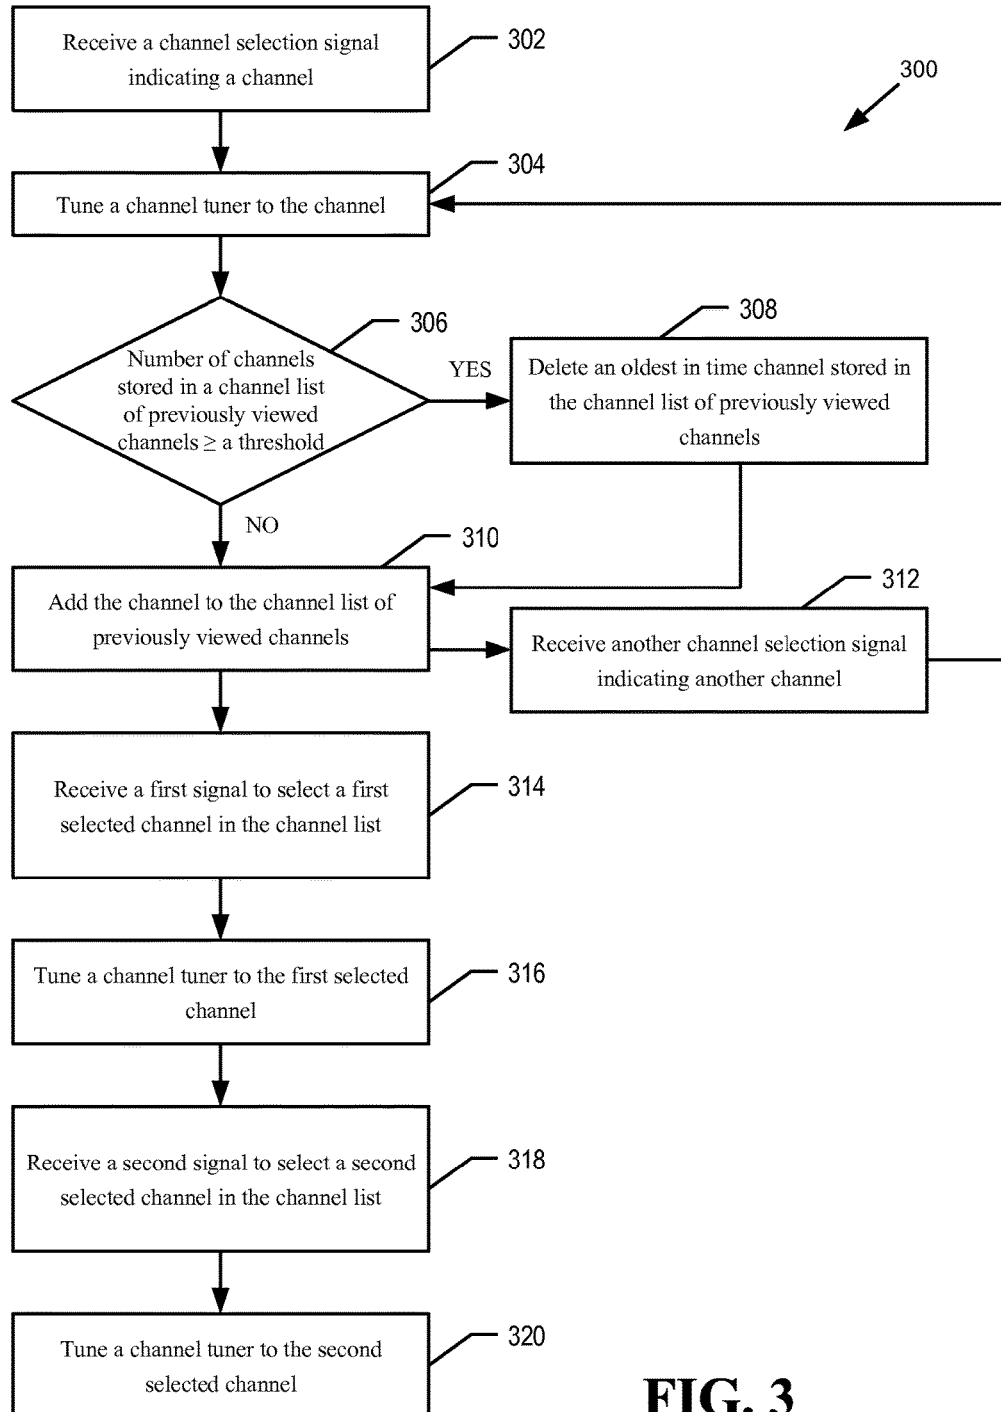 Receive a channel selection signal
indicating a channel
302
300
Tune a channel tuner to the channel
304
Number of channels
stored in a channel list
of previously viewed
channels ≥ a threshold
306
YES
Delete an oldest in time channel stored in
the channel list of previously viewed
channels
308
NO
Add the channel to the channel list of
previously viewed channels
310
Receive another channel selection signal
indicating another channel
312
Receive a first signal to select a first
selected channel in the channel list
314
Tune a channel tuner to the first selected
channel
316
Receive a second signal to select a second
selected channel in the channel list
318
Tune a channel tuner to the second
selected channel
320
FIG. 3